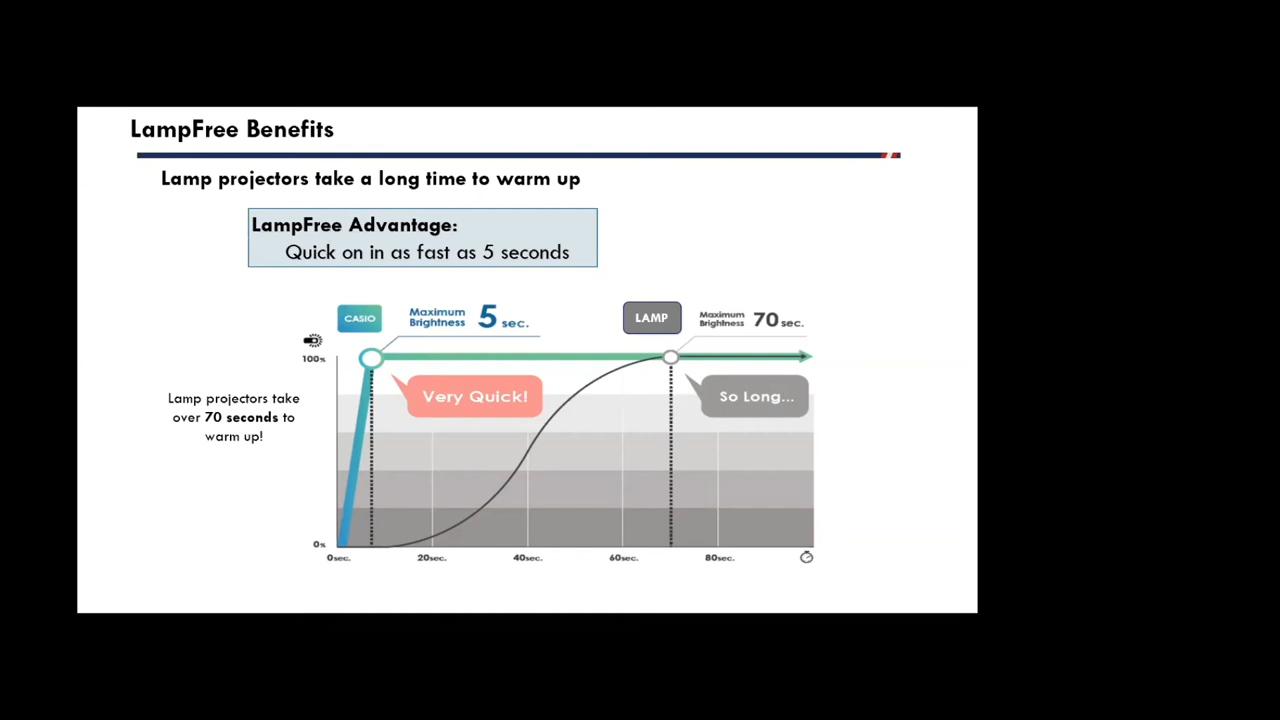 LampFree Benefits
Lamp projectors take a long time to warm up
LampFree Advantage:
Quick on in as fast as 5 seconds
CASIO
Maximum
Brightness
5 sec.
LAMP
Maximum
Brightness
70 sec.
100%
Very Quick!
So Long...
Lamp projectors take
over 70 seconds to
warm up!
0%
0sec.
20sec.
40sec.
60sec.
80sec.